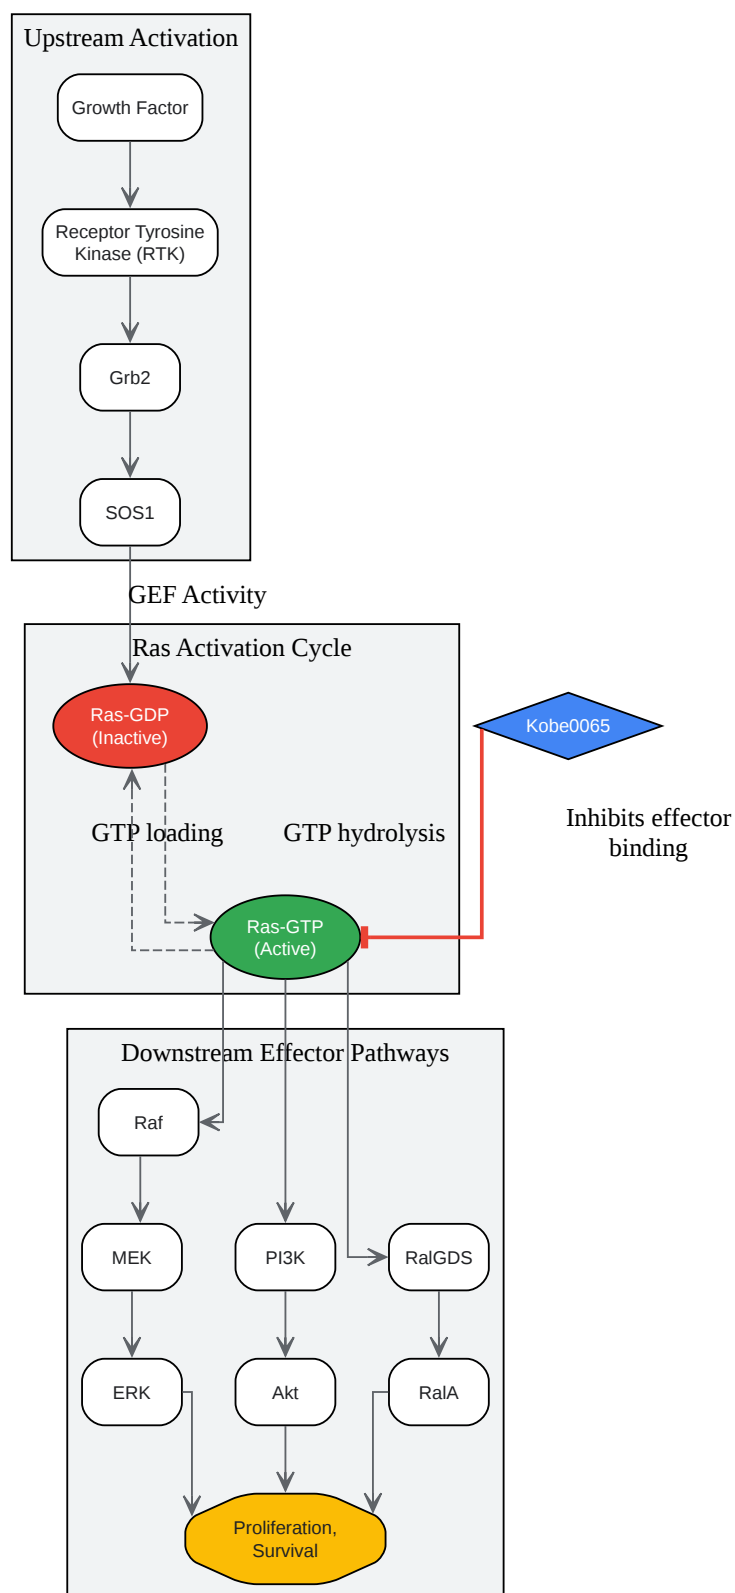 Upstream Activation
Growth Factor
Receptor Tyrosine
Kinase (RTK)
Grb2
SOS1
GEF Activity
Ras Activation Cycle
Ras-GDP
(Inactive)
Kobe0065
GTP loading
GTP hydrolysis
Inhibits effector
binding
Ras-GTP
(Active)
Downstream Effector Pathways
Raf
MEK
PI3K
RalGDS
ERK
Akt
RalA
Proliferation,
Survival